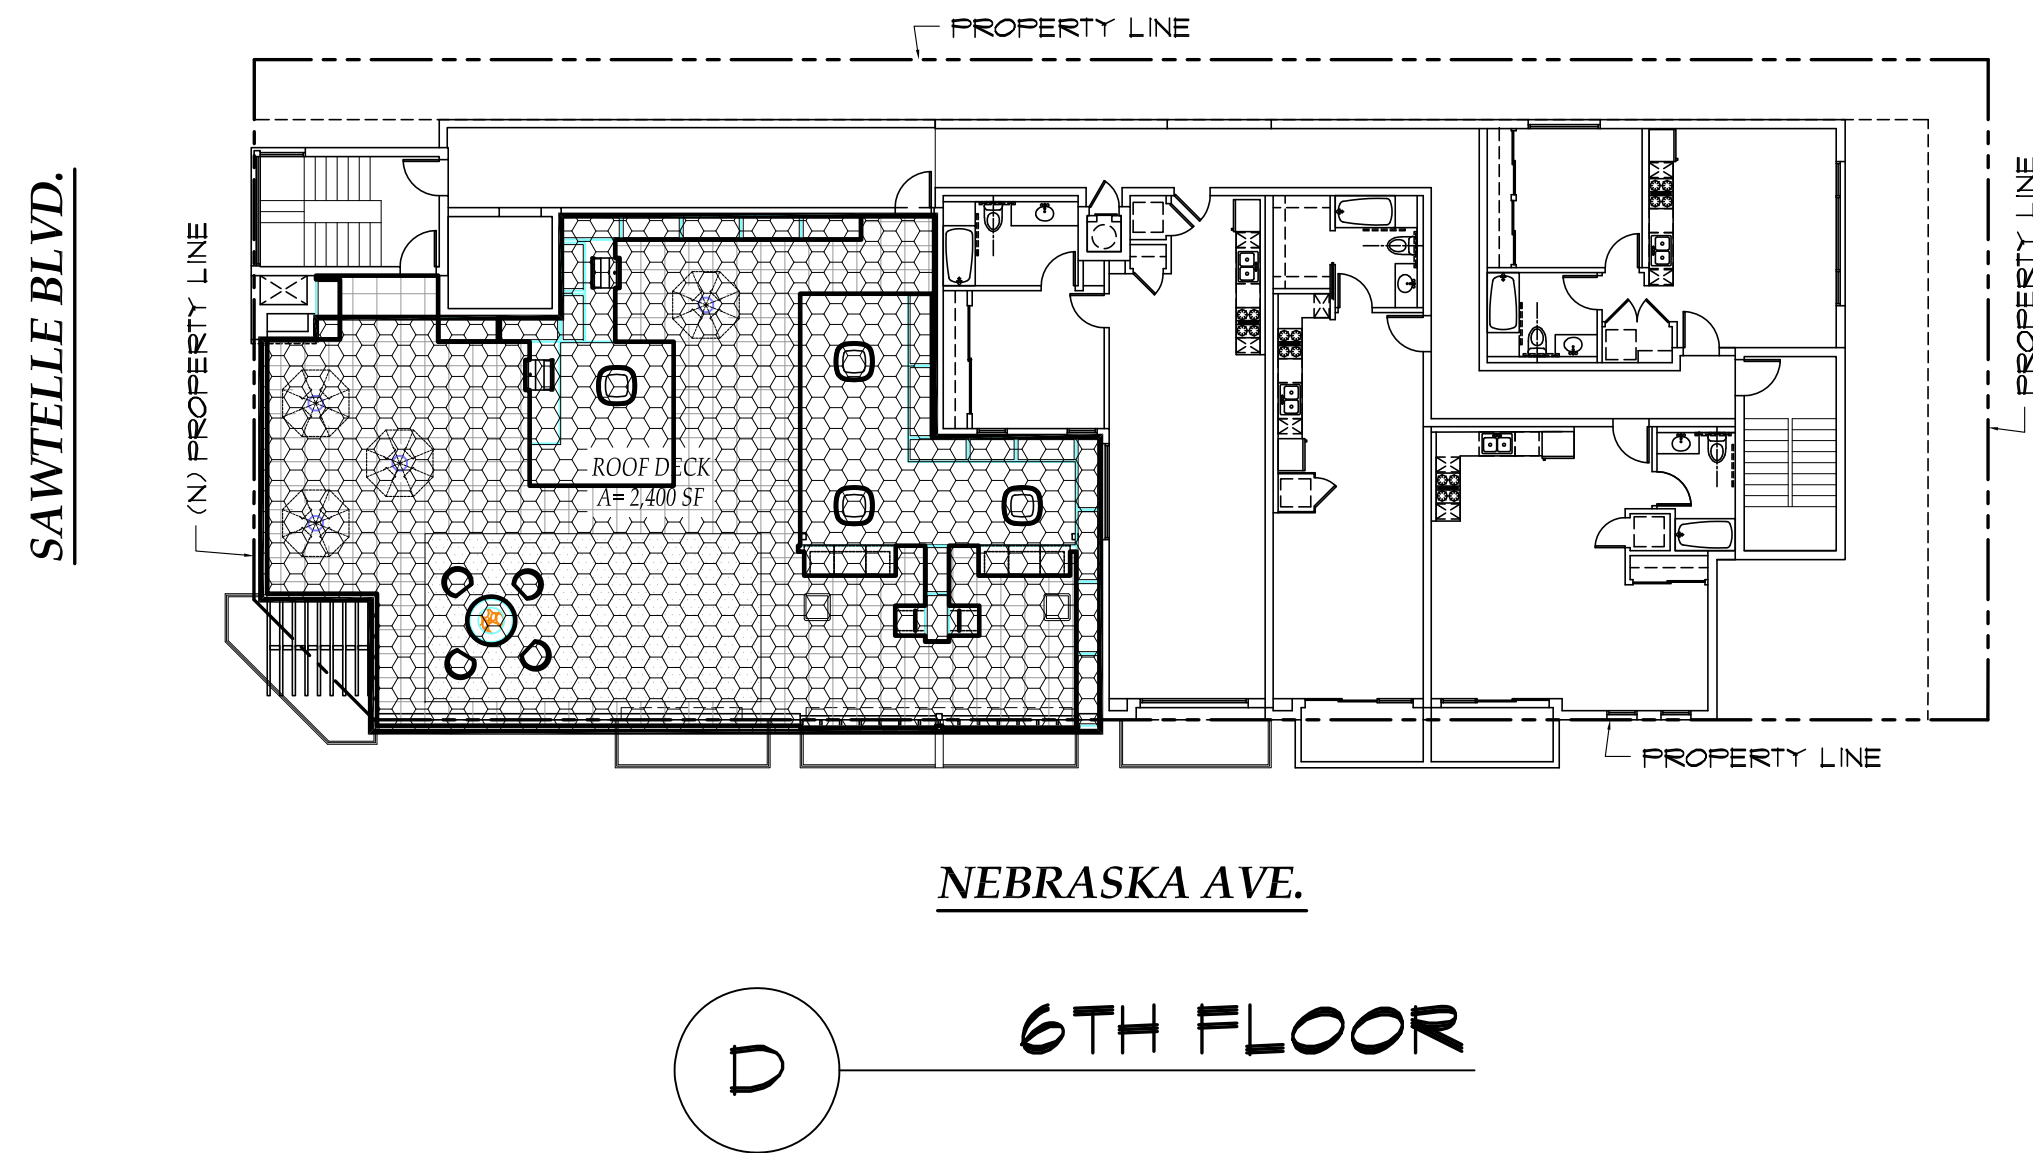 PROPERTY LINE
SAWTELLE BLVD.
(N) PROPERTY LINE
PROPERTY LINE
ROOF DECK
A= 2,400 SF
PROPERTY LINE
NEBRASKA AVE.
D
6TH FLOOR